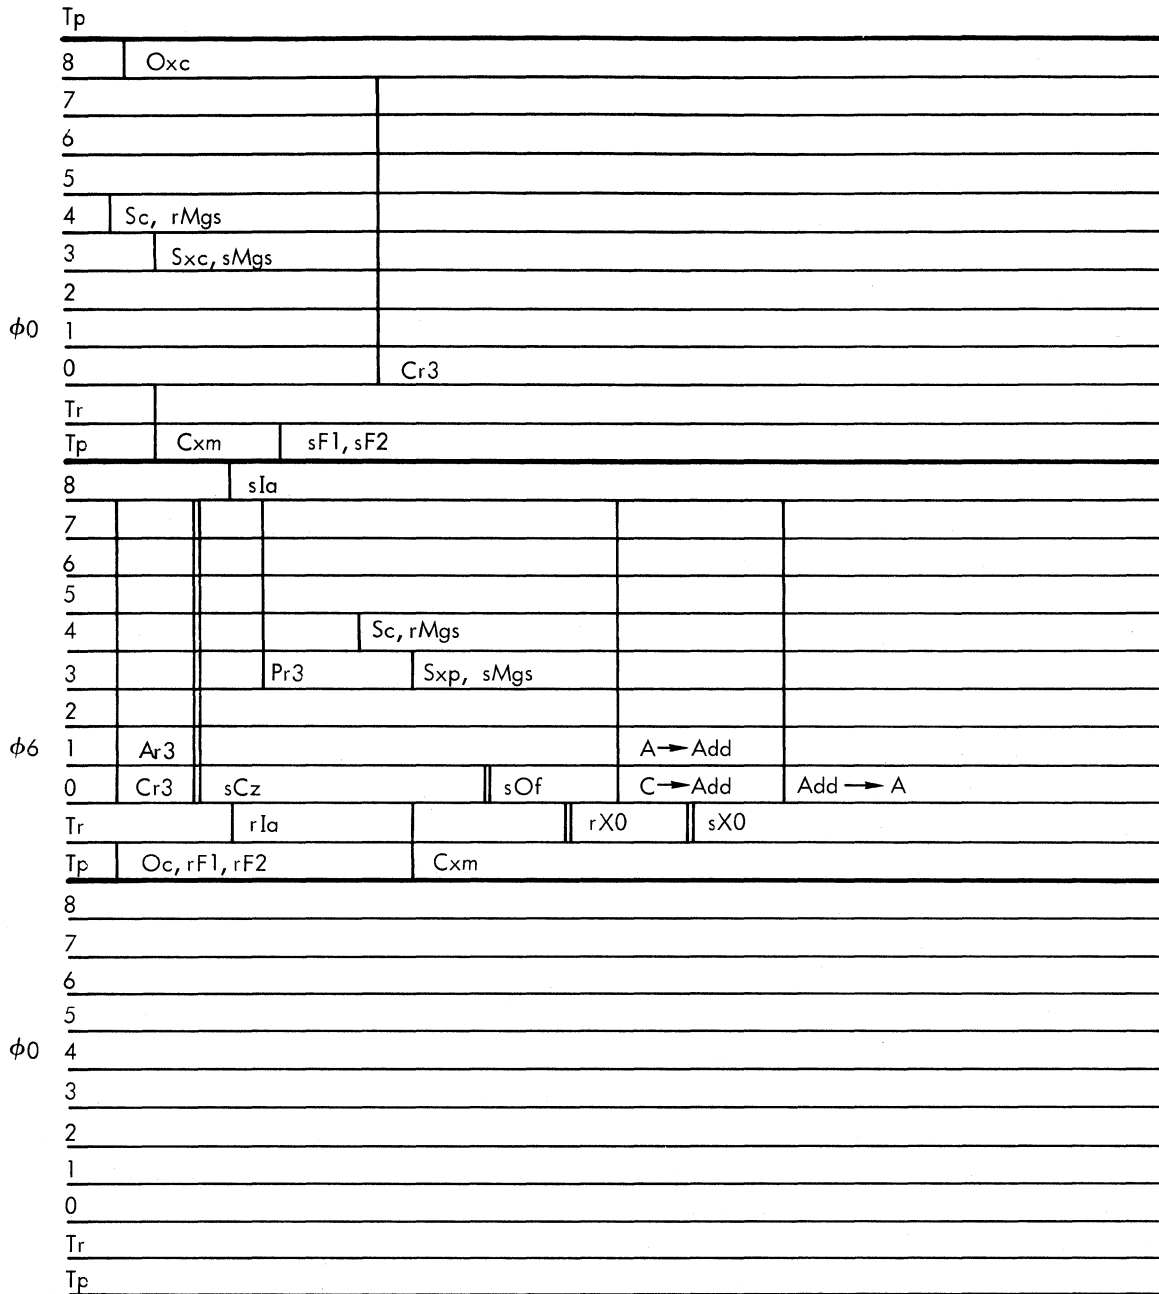 Tp
8 Oxc
7
6
5
4 Sc, rMgs
3 Sxc, sMgs
2
ϕ0 1
0 Cr3
Tr
Tp Cxm sF1, sF2
8 sIa
7
6
5
4 Sc, rMgs
3 Pr3 Sxp, sMgs
2
ϕ6 1 Ar3 A→Add
0 Cr3 sCz sOf C→Add Add→A
Tr rIa rX0 sX0
Tp Oc, rF1, rF2 Cxm
8
7
6
5
ϕ0 4
3
2
1
0
Tr
Tp